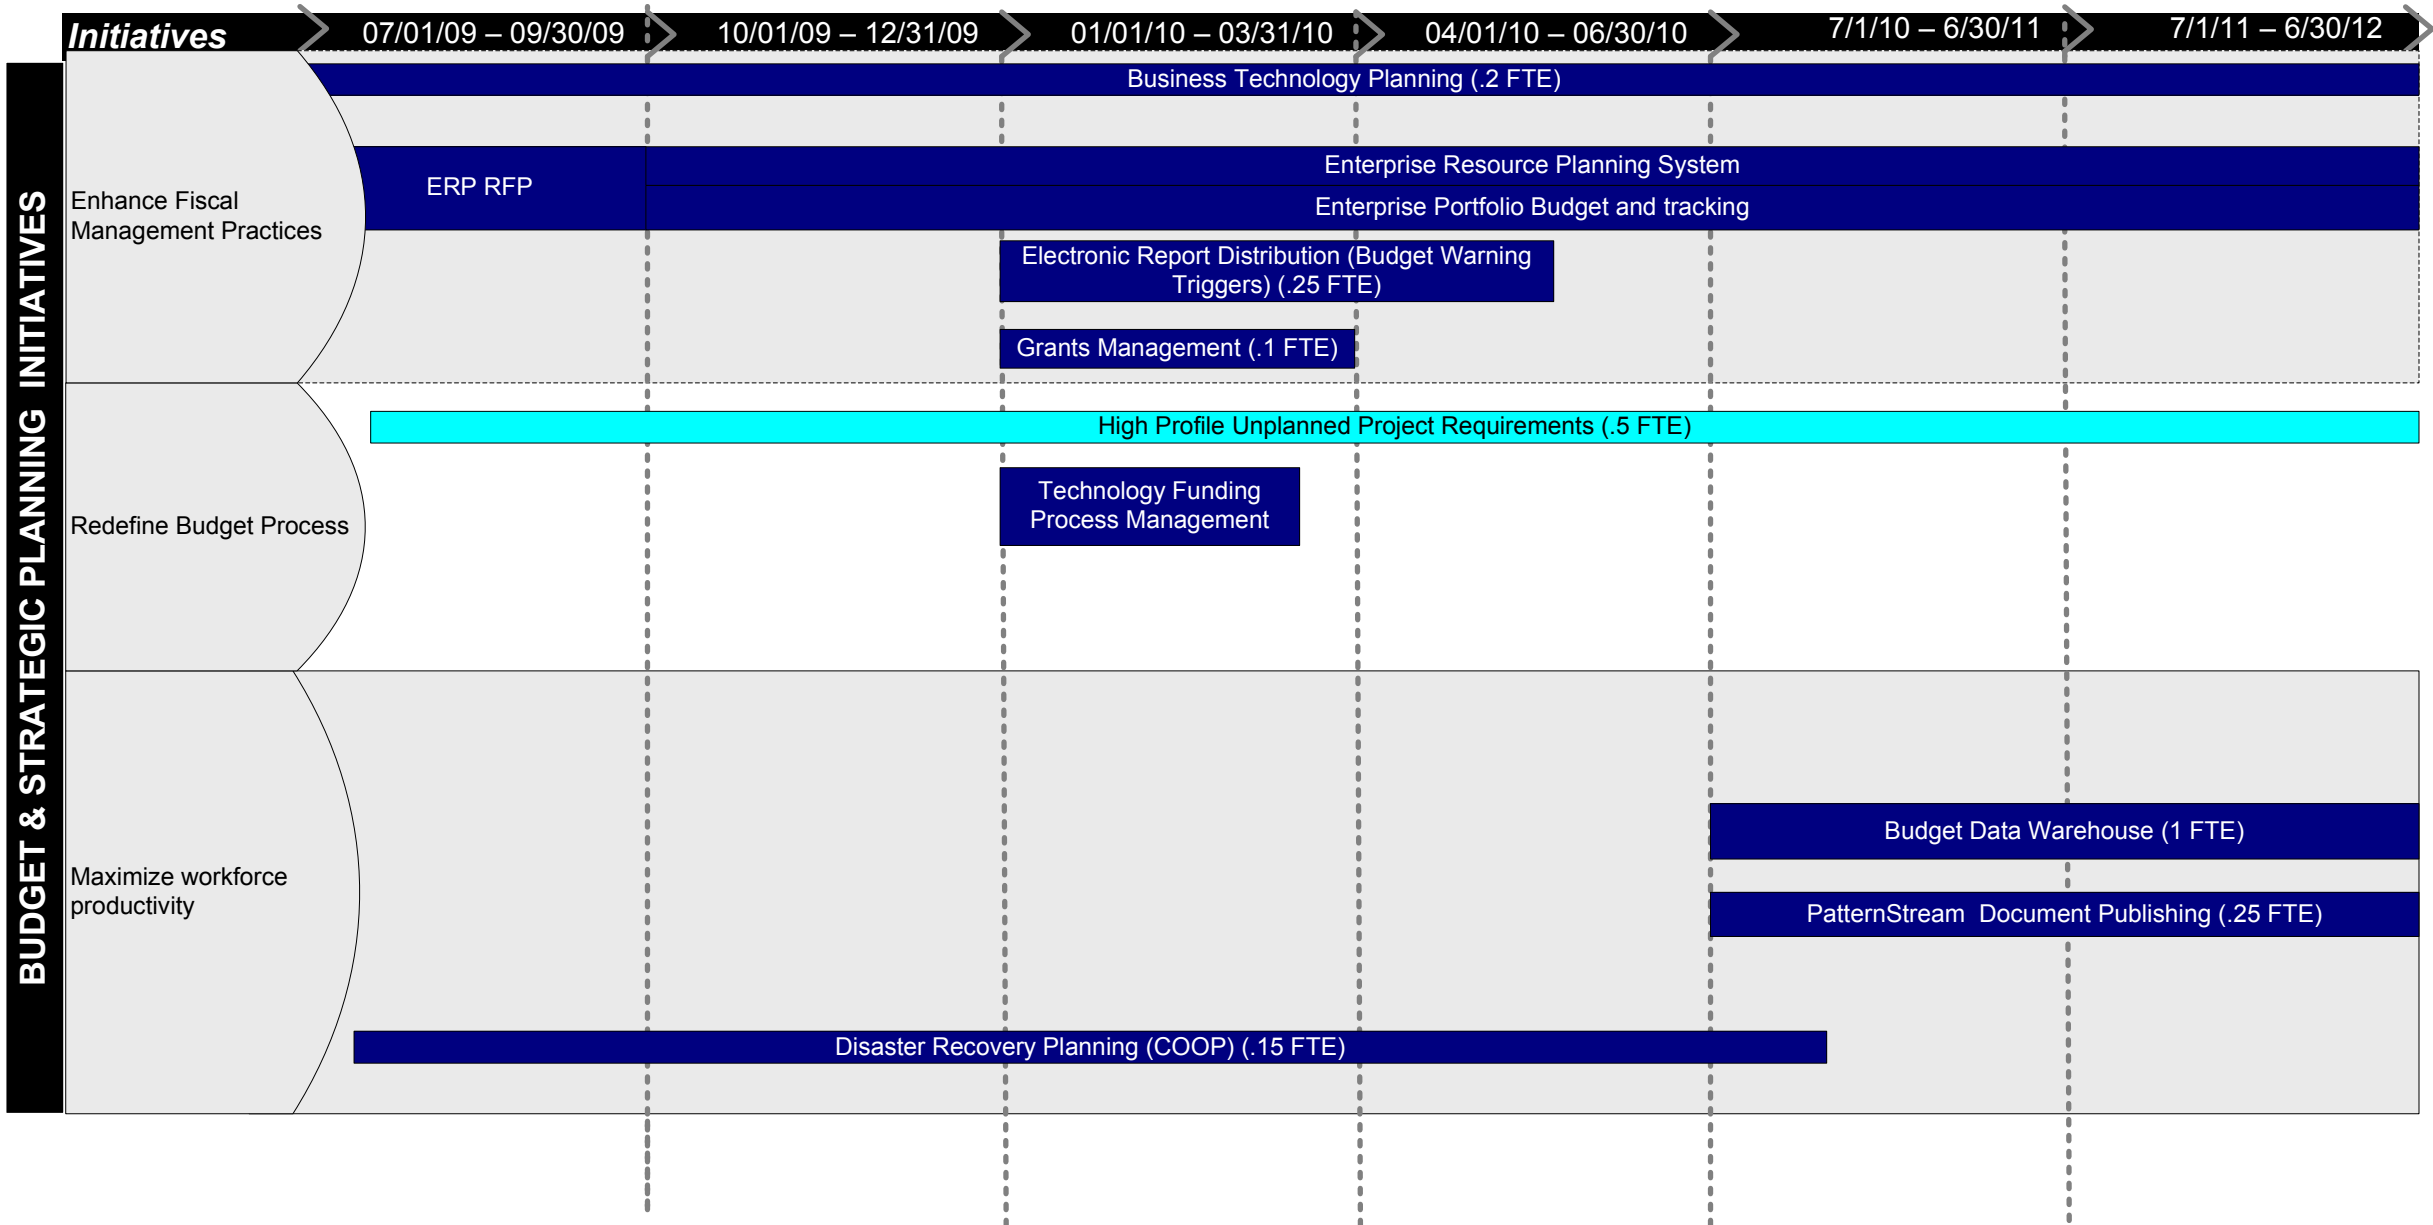 Initiatives
07/01/09 – 09/30/09
10/01/09 – 12/31/09
01/01/10 – 03/31/10
04/01/10 – 06/30/10
7/1/10 – 6/30/11
7/1/11 – 6/30/12
BUDGET & STRATEGIC PLANNING INITIATIVES
Enhance Fiscal
Management Practices
Business Technology Planning (.2 FTE)
ERP RFP
Enterprise Resource Planning System
Enterprise Portfolio Budget and tracking
Electronic Report Distribution (Budget Warning
Triggers) (.25 FTE)
Grants Management (.1 FTE)
Redefine Budget Process
High Profile Unplanned Project Requirements (.5 FTE)
Technology Funding
Process Management
Maximize workforce
productivity
Budget Data Warehouse (1 FTE)
PatternStream Document Publishing (.25 FTE)
Disaster Recovery Planning (COOP) (.15 FTE)